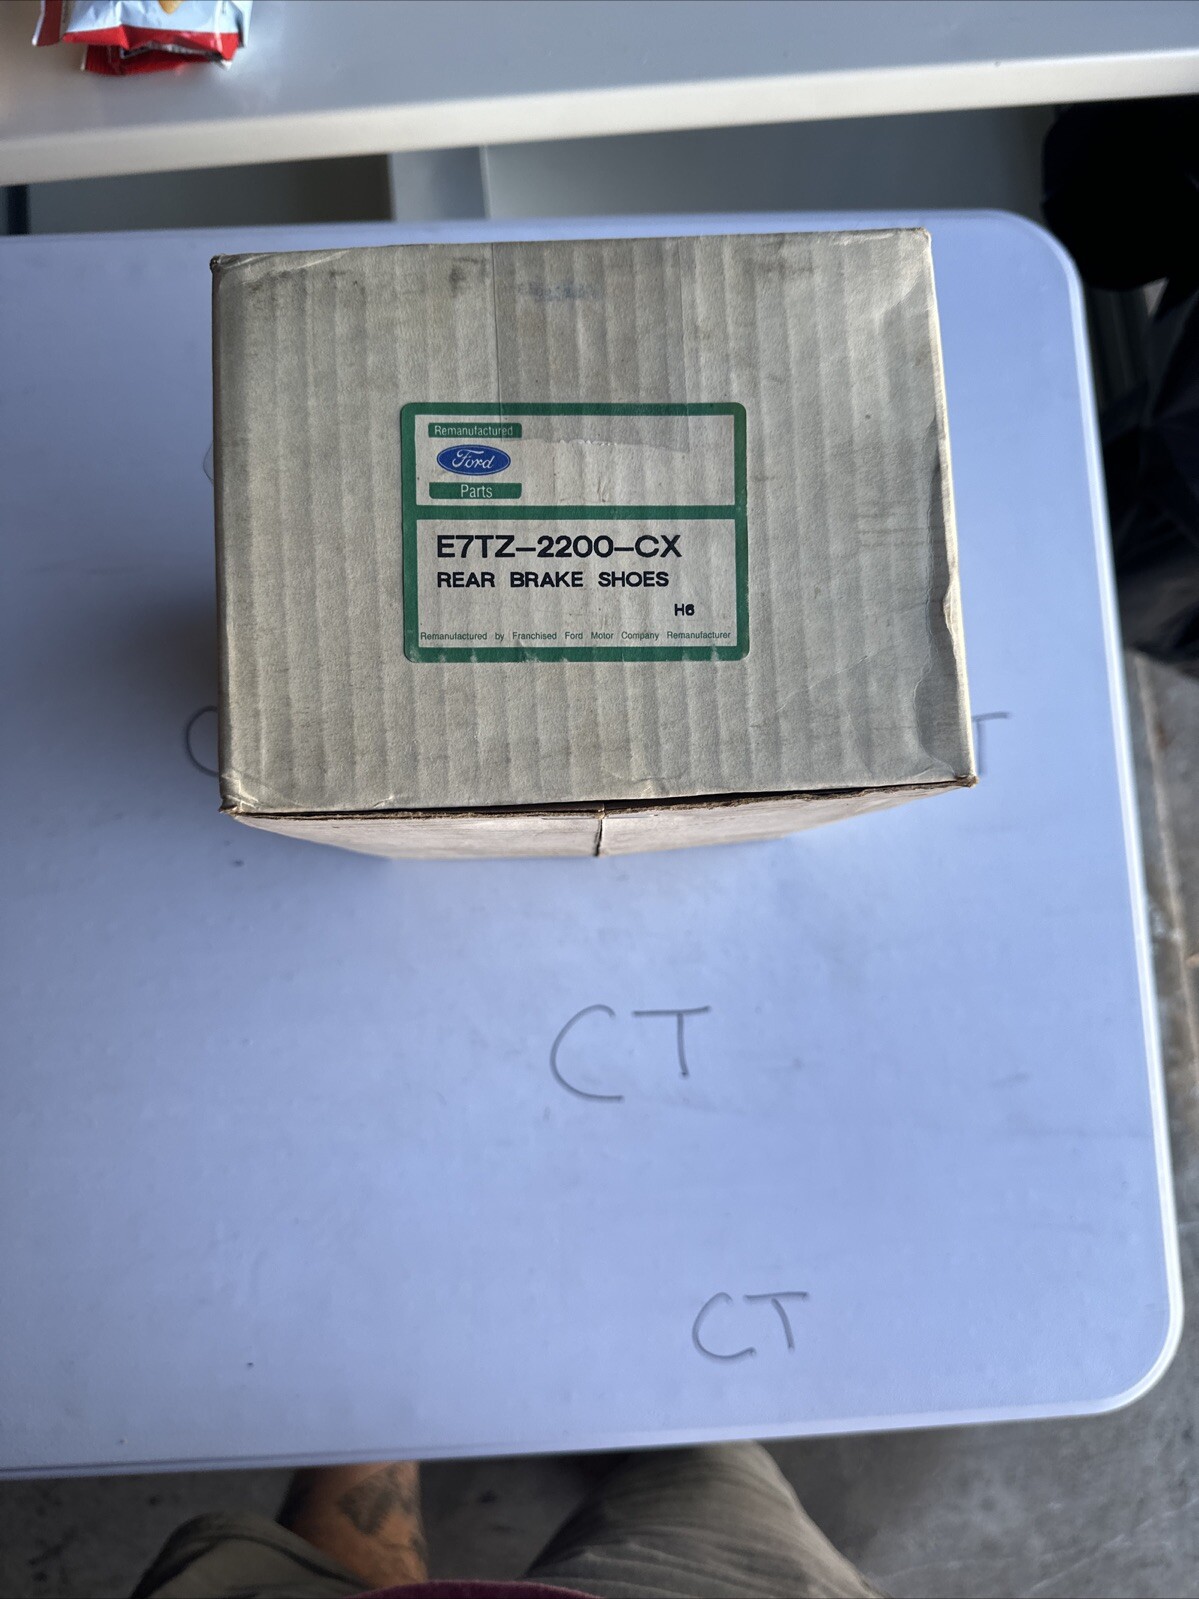 Remanufactured
Ford
Parts
E7TZ-2200-CX
REAR BRAKE SHOES
H6
Remanufactured by Franchised Ford Motor Company Remanufacturer
CT
CT